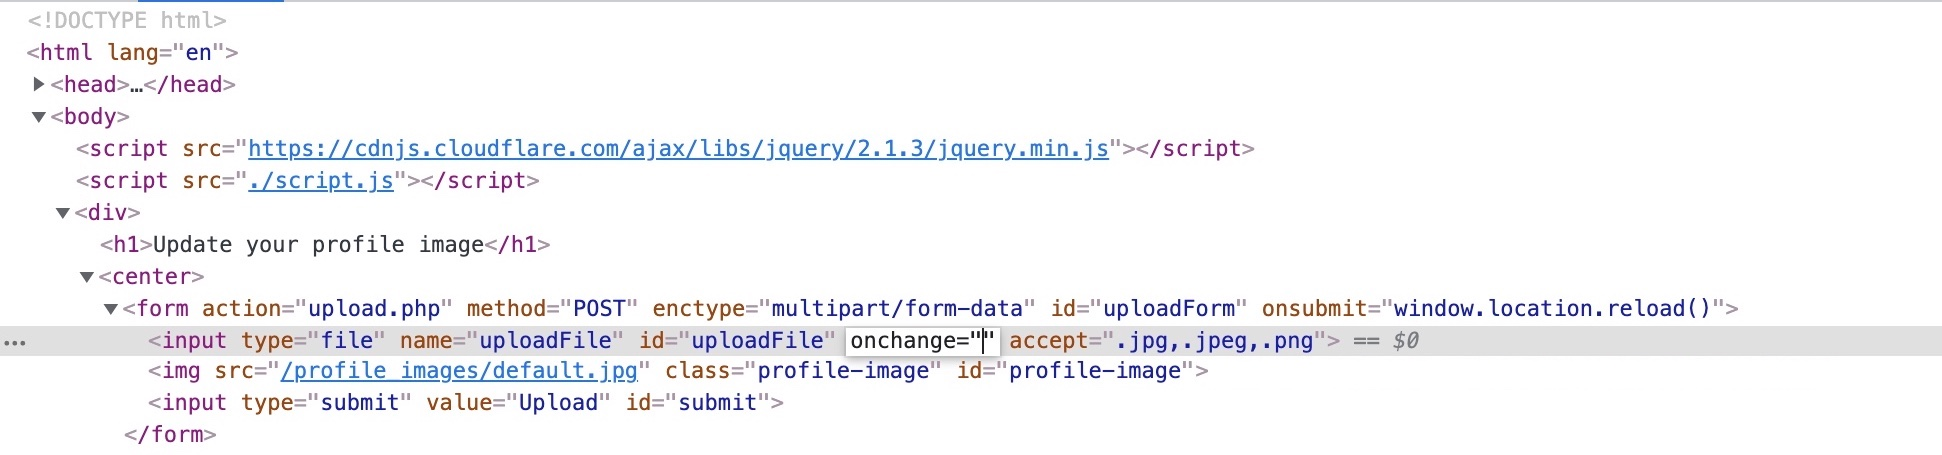 <!DOCTYPE html>
<html lang="en">
<head>…</head>
<body>
<script src="https://cdnjs.cloudflare.com/ajax/libs/jquery/2.1.3/jquery.min.js"></script>
<script src="./script.js"></script>
<div>
<h1>Update your profile image</h1>
<center>
<form action="upload.php" method="POST" enctype="multipart/form-data" id="uploadForm" onsubmit="window.location.reload()">
<input type="file" name="uploadFile" id="uploadFile" onchange="" accept=".jpg,.jpeg,.png"> == $0
<img src="/profile_images/default.jpg" class="profile-image" id="profile-image">
<input type="submit" value="Upload" id="submit">
</form>